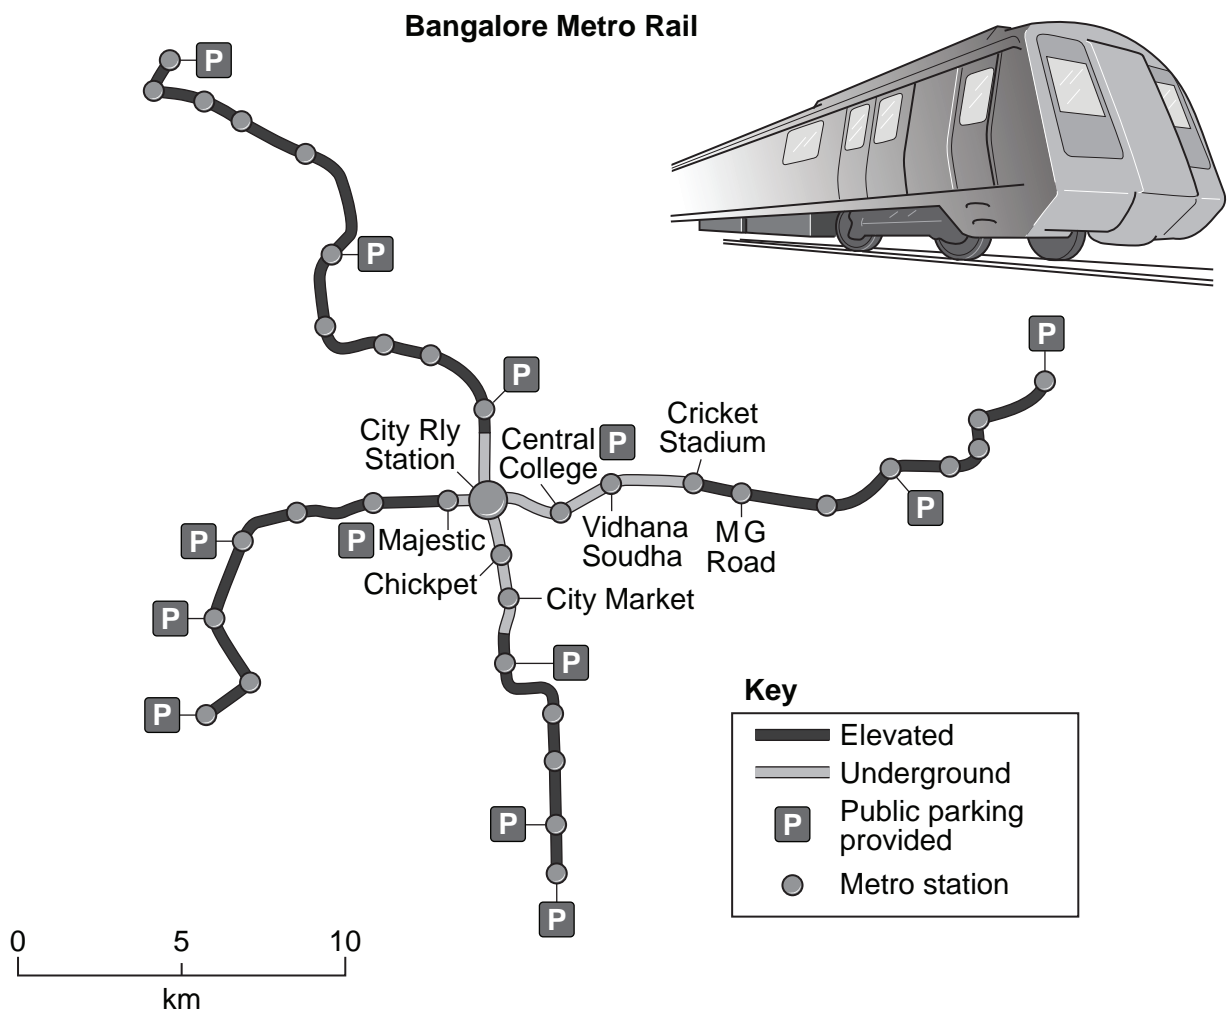 Bangalore Metro Rail
P
P
P
P
City Rly
Station
Central
College
P
Cricket
Stadium
P
P
Majestic
Vidhana
Soudha
M G
Road
P
Chickpet
City Market
P
P
P
P
P
Key
Elevated
Underground
P
Public parking
provided
Metro station
0 5 10
km